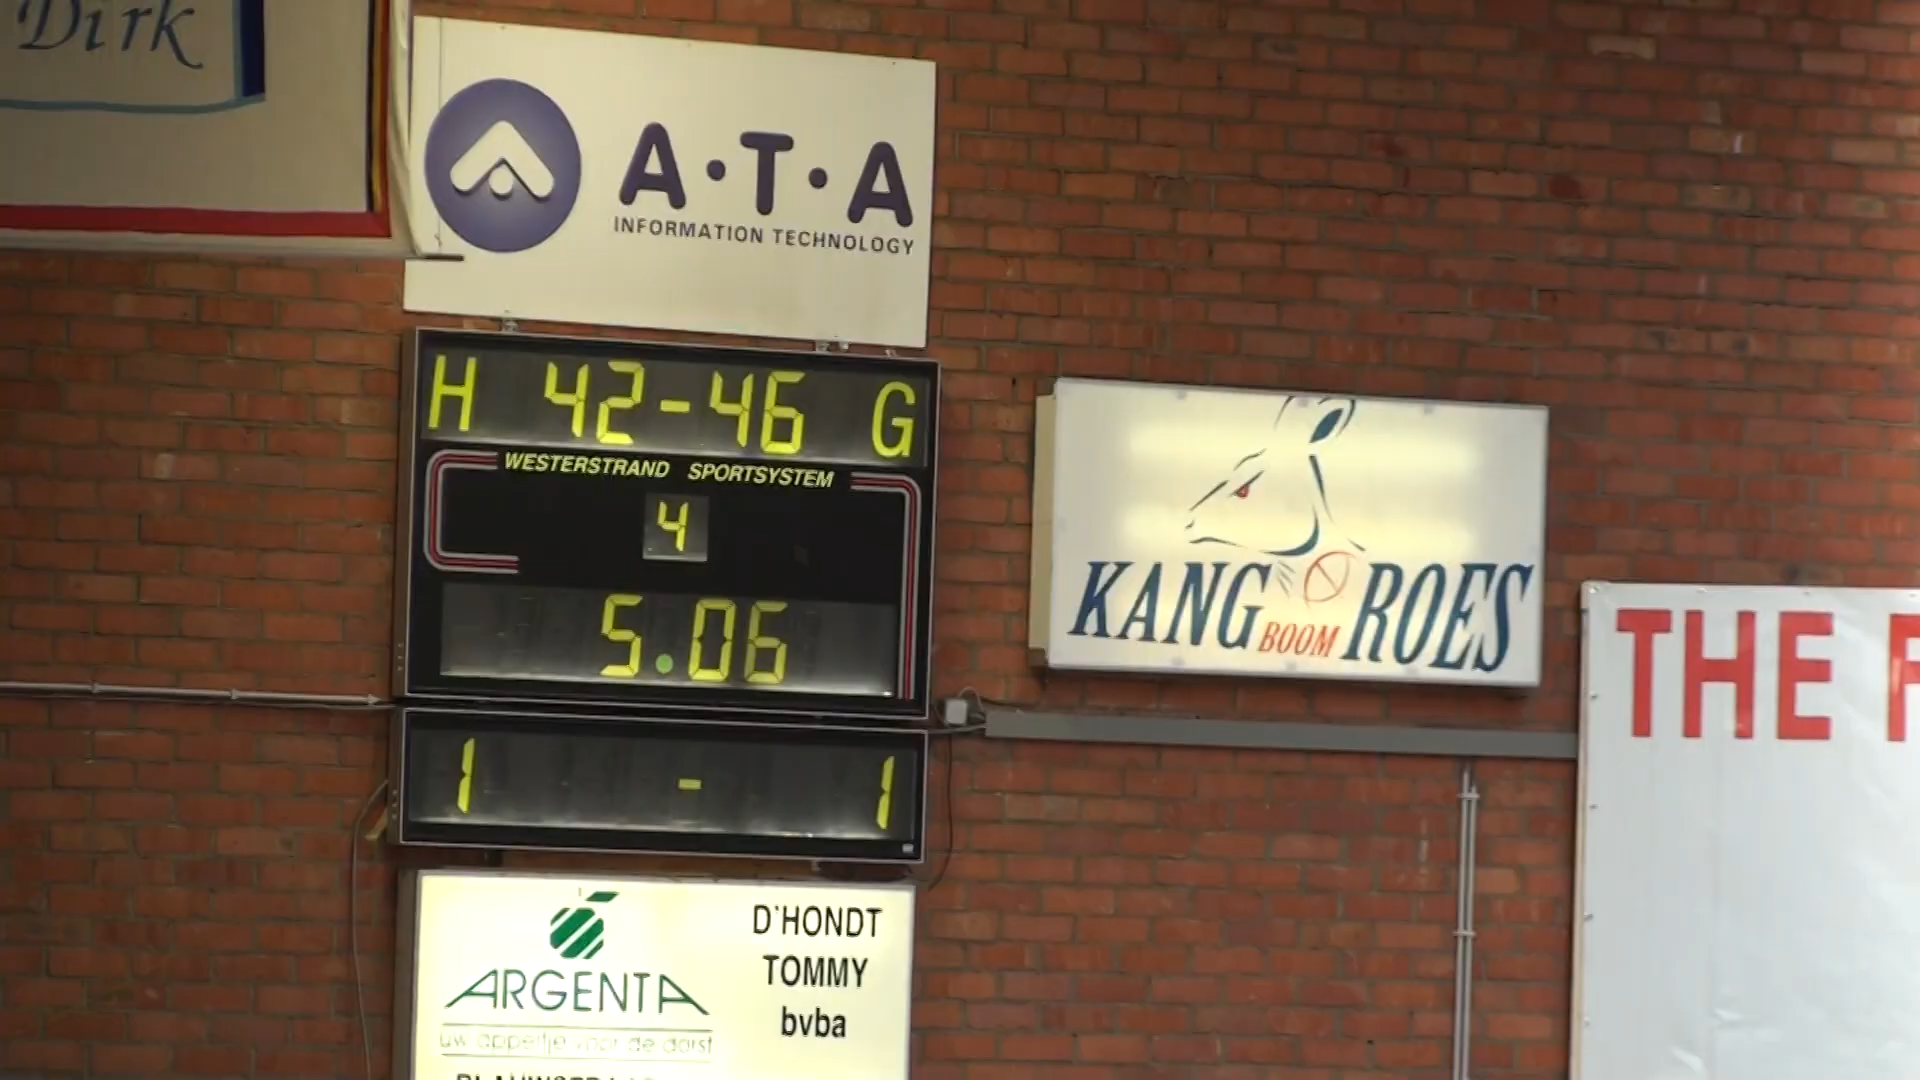 Dirk
A·T·A
INFORMATION TECHNOLOGY
H 42-46 G
WESTERSTRAND SPORTSYSTEM
4
5.06
1 - 1
KANG BOOM ROES
THE
ARGENTA
uw appeltje voor de dorst
D'HONDT
TOMMY
bvba